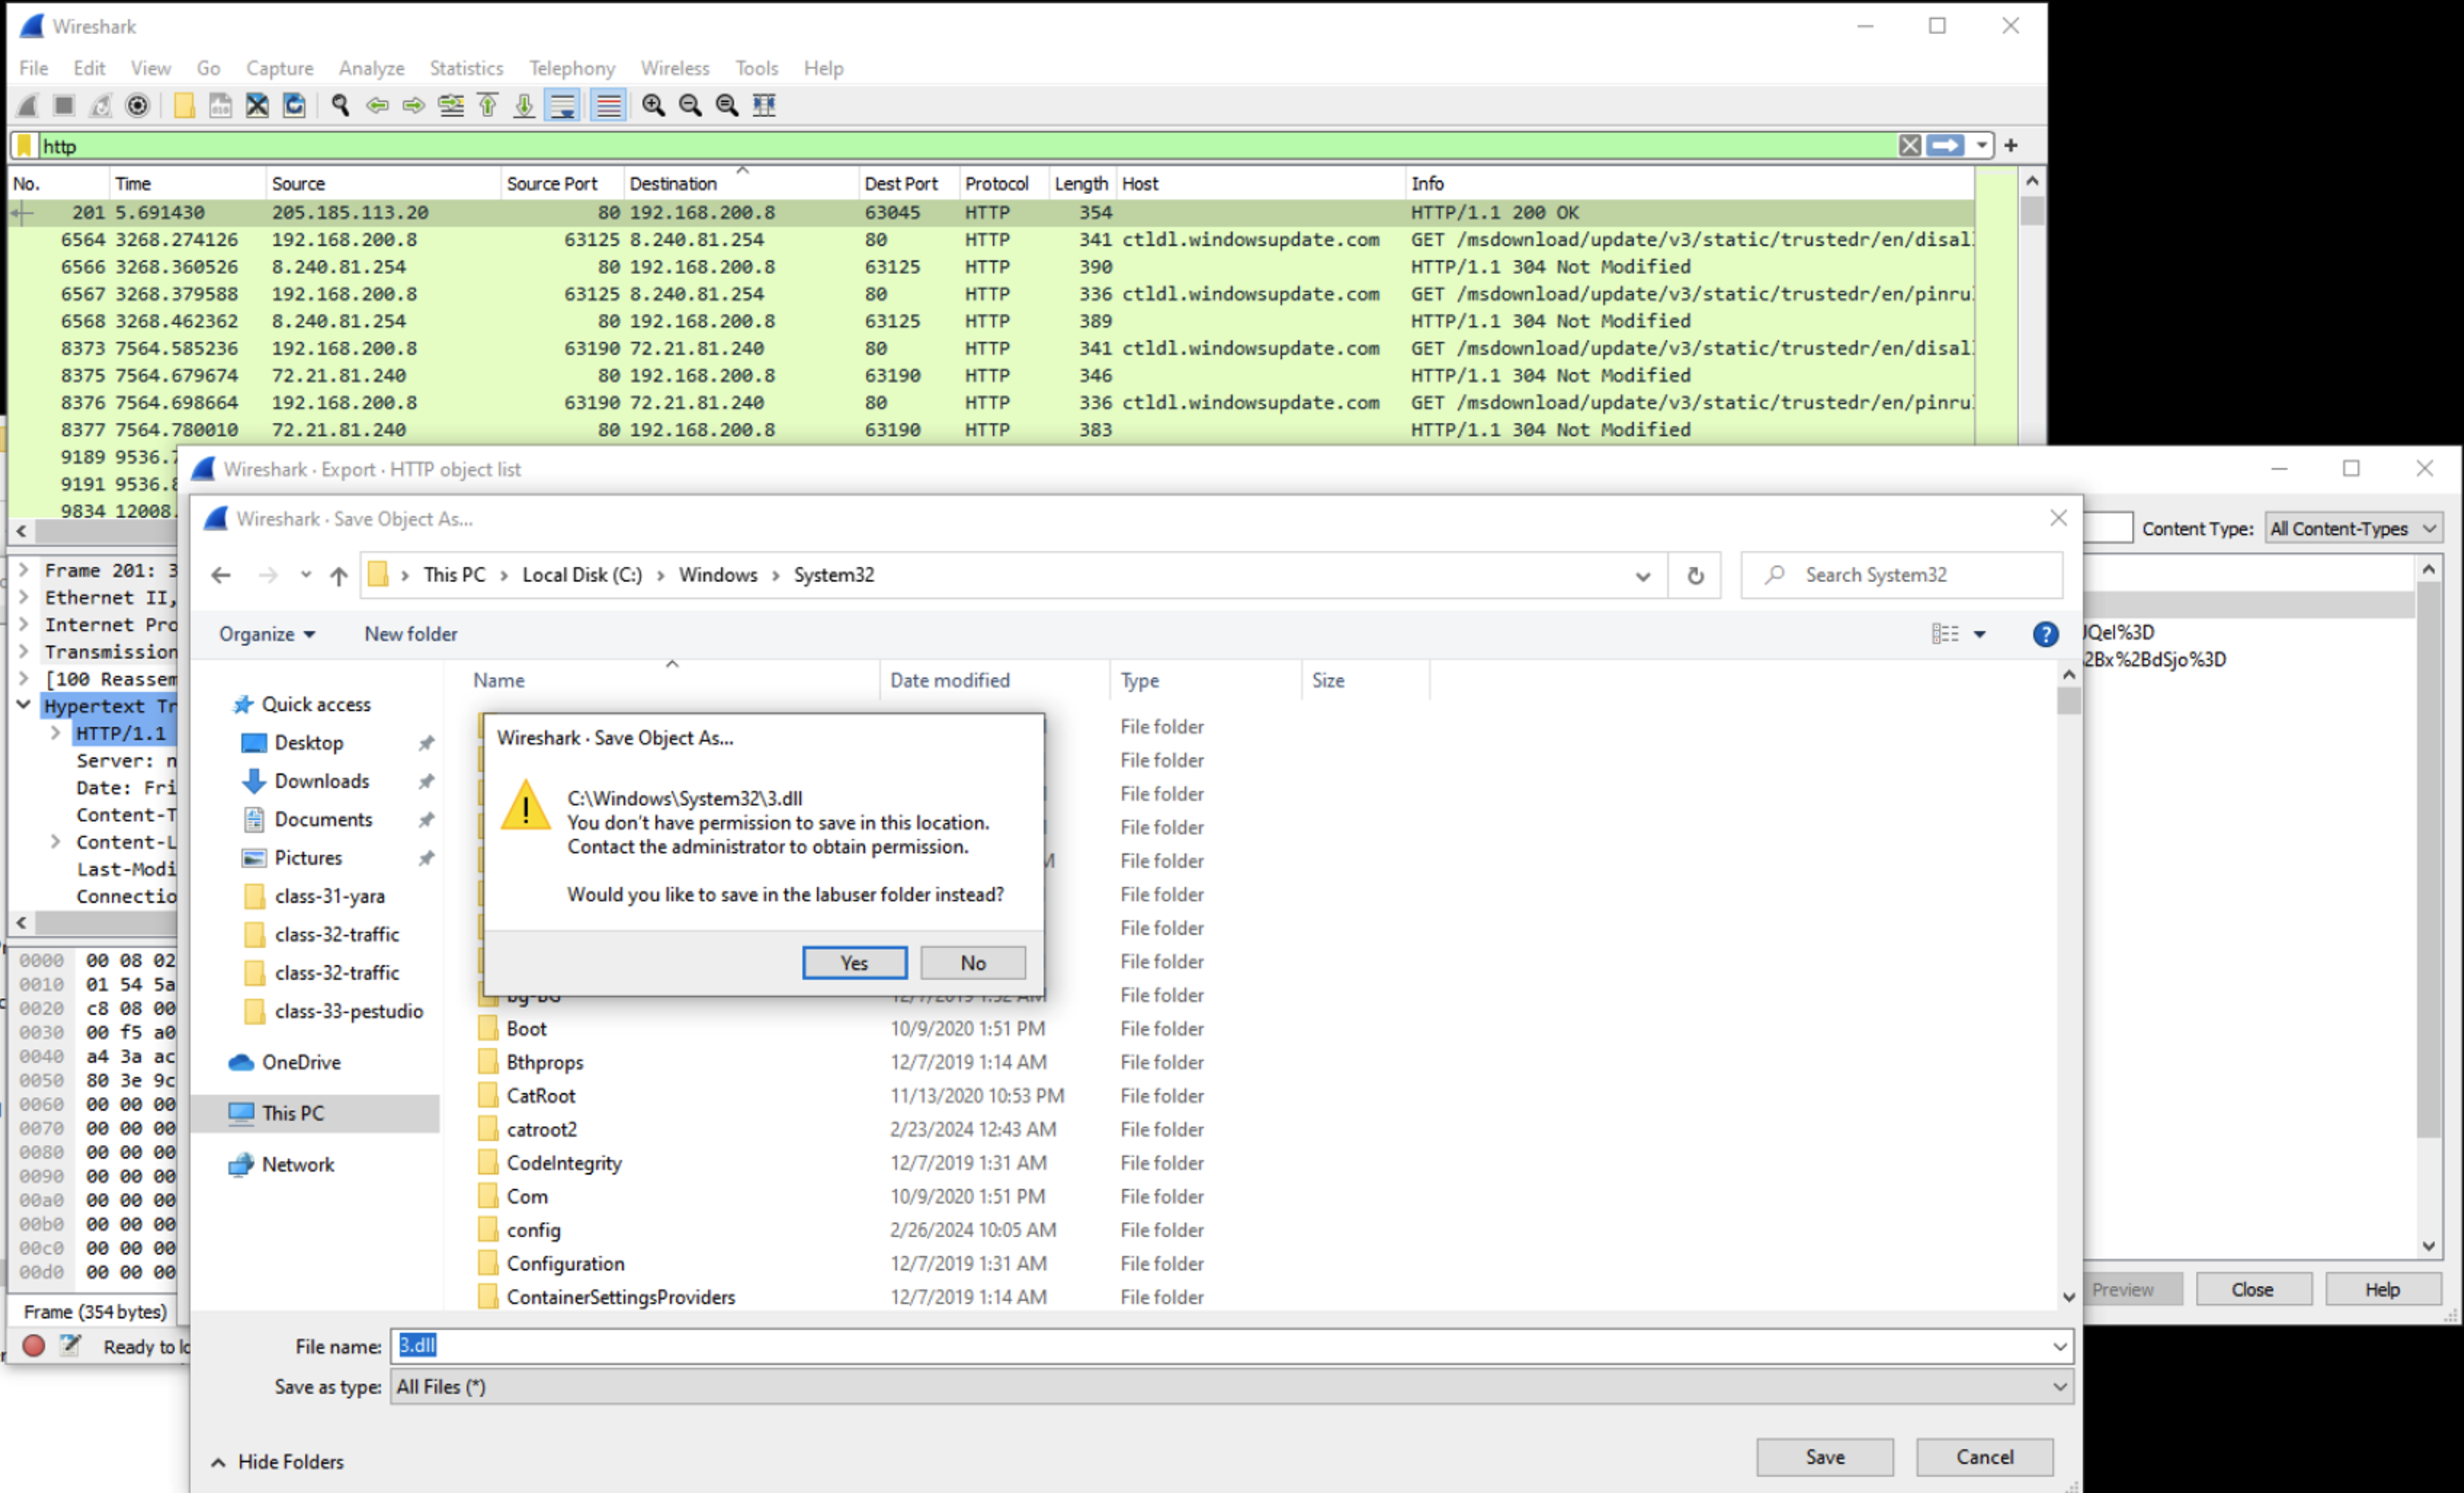 Wireshark
File Edit View Go Capture Analyze Statistics Telephony Wireless Tools Help
http
No. Time Source Source Port Destination Dest Port Protocol Length Host Info
201 5.691430 205.185.113.20 80 192.168.200.8 63045 HTTP 354 HTTP/1.1 200 OK
6564 3268.274126 192.168.200.8 63125 8.240.81.254 80 HTTP 341 ctldl.windowsupdate.com GET /msdownload/update/v3/static/trustedr/en/disal
6566 3268.360526 8.240.81.254 80 192.168.200.8 63125 HTTP 390 HTTP/1.1 304 Not Modified
6567 3268.379588 192.168.200.8 63125 8.240.81.254 80 HTTP 336 ctldl.windowsupdate.com GET /msdownload/update/v3/static/trustedr/en/pinru
6568 3268.462362 8.240.81.254 80 192.168.200.8 63125 HTTP 389 HTTP/1.1 304 Not Modified
8373 7564.585236 192.168.200.8 63190 72.21.81.240 80 HTTP 341 ctldl.windowsupdate.com GET /msdownload/update/v3/static/trustedr/en/disal
8375 7564.679674 72.21.81.240 80 192.168.200.8 63190 HTTP 346 HTTP/1.1 304 Not Modified
8376 7564.698664 192.168.200.8 63190 72.21.81.240 80 HTTP 336 ctldl.windowsupdate.com GET /msdownload/update/v3/static/trustedr/en/pinru
8377 7564.780010 72.21.81.240 80 192.168.200.8 63190 HTTP 383 HTTP/1.1 304 Not Modified
9189 9536.7
9191 9536.8
9834 12008.
Frame 201: 3
Ethernet II,
Internet Pro
Transmission
[100 Reassem
Hypertext Tr
HTTP/1.1
Server: n
Date: Fri
Content-T
Content-L
Last-Modi
Connectio
0000 00 08 02
0010 01 54 5a
0020 c8 08 00
0030 00 f5 a0
0040 a4 3a ac
0050 80 3e 9c
0060 00 00 00
0070 00 00 00
0080 00 00 00
0090 00 00 00
00a0 00 00 00
00b0 00 00 00
00c0 00 00 00
00d0 00 00 00
Frame (354 bytes)
Ready to lo
Wireshark · Export · HTTP object list
Content Type: All Content-Types
JQel%3D
2Bx%2BdSjo%3D
Preview Close Help
Wireshark · Save Object As...
This PC Local Disk (C:) Windows System32
Search System32
Organize New folder
Quick access
Desktop
Downloads
Documents
Pictures
class-31-yara
class-32-traffic
class-32-traffic
class-33-pestudio
OneDrive
This PC
Network
Name Date modified Type Size
File folder
File folder
File folder
File folder
File folder
File folder
File folder
File folder
bg-BG 12/7/2019 1:52 AM File folder
Boot 10/9/2020 1:51 PM File folder
Bthprops 12/7/2019 1:14 AM File folder
CatRoot 11/13/2020 10:53 PM File folder
catroot2 2/23/2024 12:43 AM File folder
CodeIntegrity 12/7/2019 1:31 AM File folder
Com 10/9/2020 1:51 PM File folder
config 2/26/2024 10:05 AM File folder
Configuration 12/7/2019 1:31 AM File folder
ContainerSettingsProviders 12/7/2019 1:14 AM File folder
Wireshark · Save Object As...
C:\Windows\System32\3.dll
You don't have permission to save in this location.
Contact the administrator to obtain permission.
Would you like to save in the labuser folder instead?
Yes No
File name: 3.dll
Save as type: All Files (*)
Hide Folders
Save Cancel